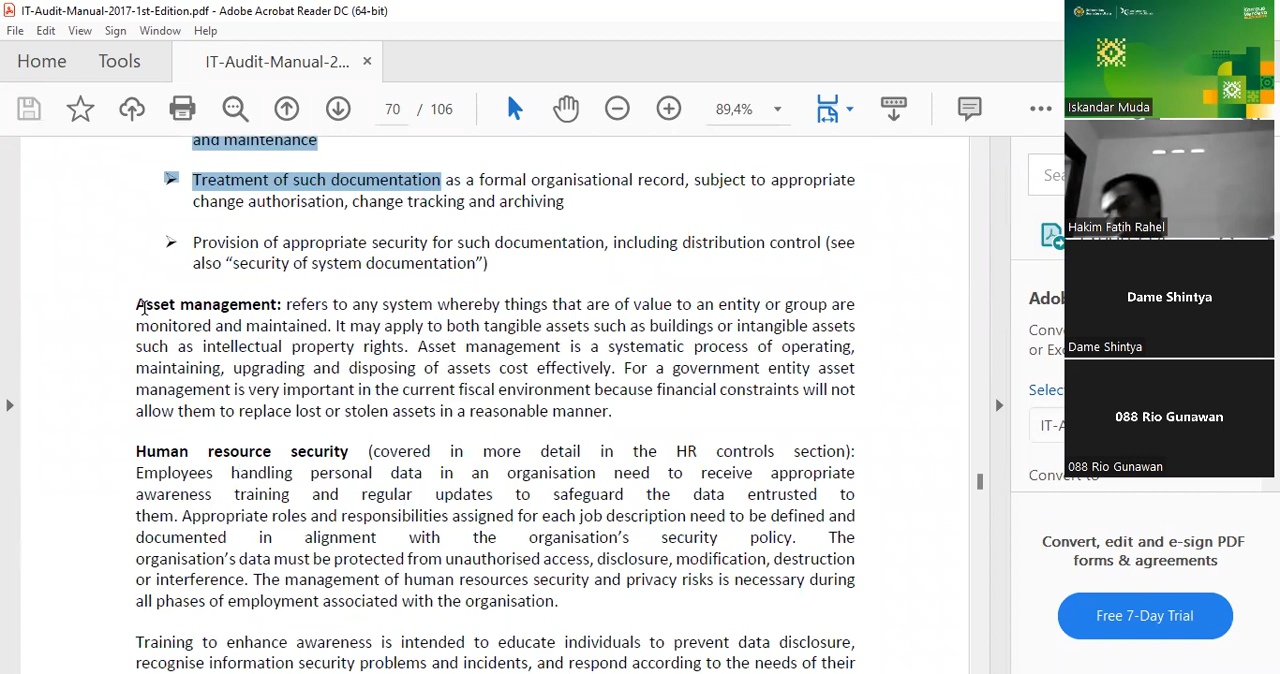 IT-Audit-Manual-2017-1st-Edition.pdf - Adobe Acrobat Reader DC (64-bit)
File Edit View Sign Window Help
Home Tools IT-Audit-Manual-2... ×
70 / 106 89,4%
and maintenance
➢ Treatment of such documentation as a formal organisational record, subject to appropriate
change authorisation, change tracking and archiving
➢ Provision of appropriate security for such documentation, including distribution control (see
also “security of system documentation”)
Asset management: refers to any system whereby things that are of value to an entity or group are
monitored and maintained. It may apply to both tangible assets such as buildings or intangible assets
such as intellectual property rights. Asset management is a systematic process of operating,
maintaining, upgrading and disposing of assets cost effectively. For a government entity asset
management is very important in the current fiscal environment because financial constraints will not
allow them to replace lost or stolen assets in a reasonable manner.
Human resource security (covered in more detail in the HR controls section):
Employees handling personal data in an organisation need to receive appropriate
awareness training and regular updates to safeguard the data entrusted to
them. Appropriate roles and responsibilities assigned for each job description need to be defined and
documented in alignment with the organisation’s security policy. The
organisation’s data must be protected from unauthorised access, disclosure, modification, destruction
or interference. The management of human resources security and privacy risks is necessary during
all phases of employment associated with the organisation.
Training to enhance awareness is intended to educate individuals to prevent data disclosure,
recognise information security problems and incidents, and respond according to the needs of their
Sea
Adob
Conve
or Exc
Select
IT-A
Convert to
Convert, edit and e-sign PDF
forms & agreements
Free 7-Day Trial
Iskandar Muda
Hakim Fatih Rahel
Dame Shintya
Dame Shintya
088 Rio Gunawan
088 Rio Gunawan